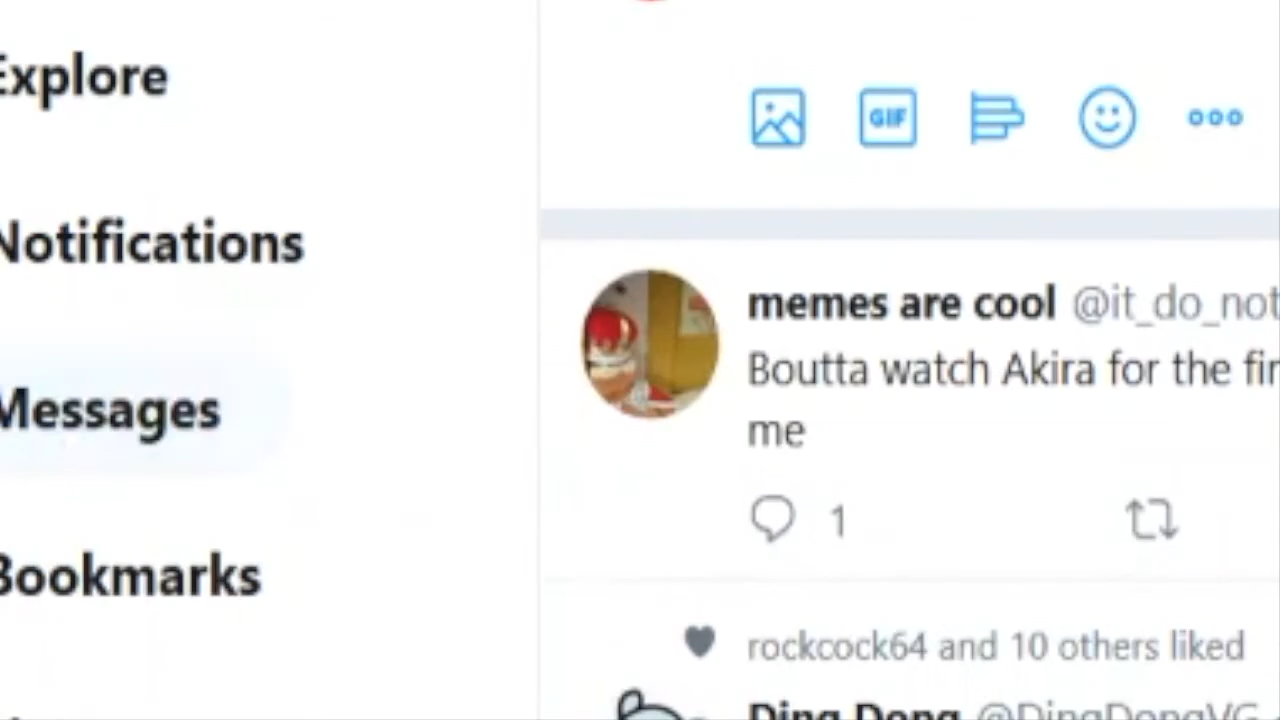 Explore
Notifications
Messages
Bookmarks
GIF
memes are cool @it_do_not
Boutta watch Akira for the fir
me
1
rockcock64 and 10 others liked
Ding Dong @DingDongVG